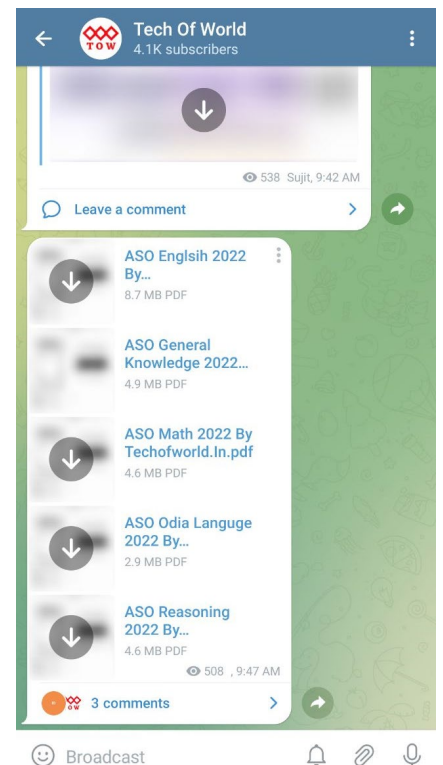 Tech Of World
TOW
4.1K subscribers
538 Sujit, 9:42 AM
Leave a comment
ASO Englsih 2022
By...
8.7 MB PDF
ASO General
Knowledge 2022...
4.9 MB PDF
ASO Math 2022 By
Techofworld.In.pdf
4.6 MB PDF
ASO Odia Languge
2022 By...
2.9 MB PDF
ASO Reasoning
2022 By...
4.6 MB PDF
508 , 9:47 AM
TOW
3 comments
Broadcast